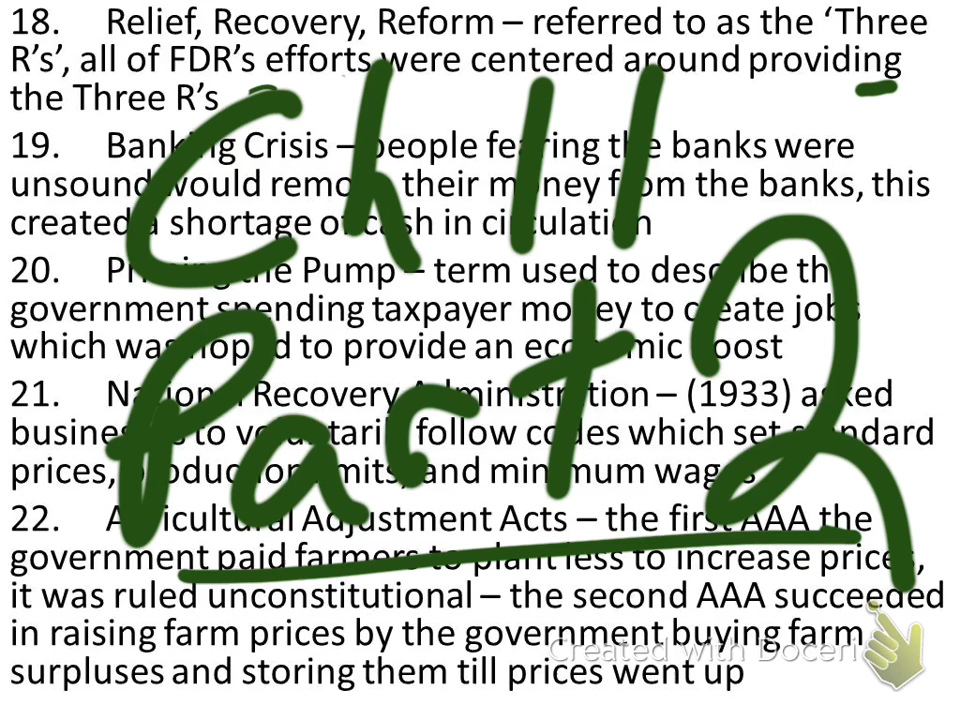 18. Relief, Recovery, Reform – referred to as the ‘Three
R’s’, all of FDR’s efforts were centered around providing
the Three R’s
19. Banking Crisis – people fearing the banks were
unsound would remove their money from the banks, this
created a shortage of cash in circulation
20. Priming the Pump – term used to describe the
government spending taxpayer money to create jobs
which was hoped to provide an economic boost
21. National Recovery Administration – (1933) asked
businesses to voluntarily follow codes which set standard
prices, production limits, and minimum wages
22. Agricultural Adjustment Acts – the first AAA the
government paid farmers to plant less to increase prices,
it was ruled unconstitutional – the second AAA succeeded
in raising farm prices by the government buying farm
surpluses and storing them till prices went up
Ch 11
Part 2
Created with Doceri